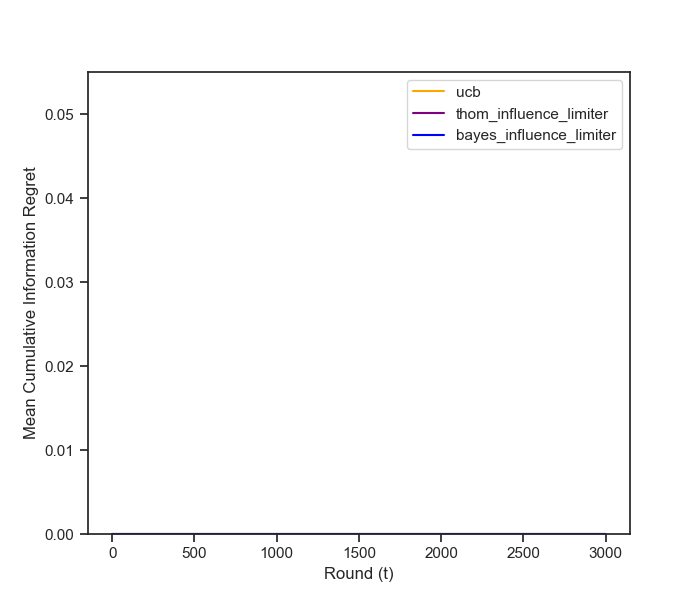 ucb
thom_influence_limiter
bayes_influence_limiter
Mean Cumulative Information Regret
0.05
0.04
0.03
0.02
0.01
0.00
0 500 1000 1500 2000 2500 3000
Round (t)